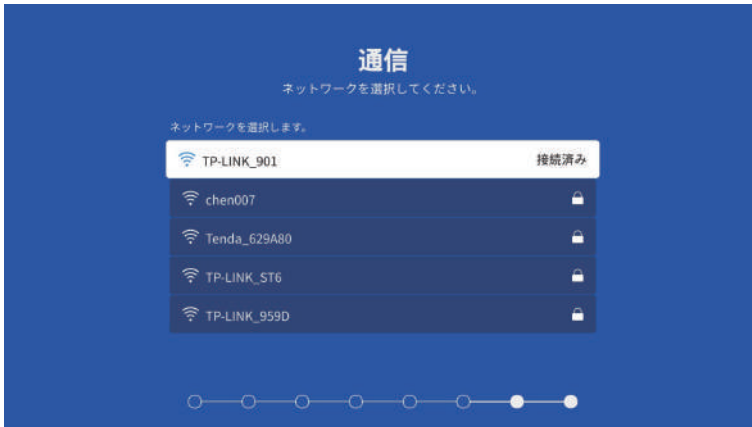 通信
ネットワークを選択してください。
ネットワークを選択します。
TP-LINK_901 接続済み
chen007
Tenda_629A80
TP-LINK_ST6
TP-LINK_959D